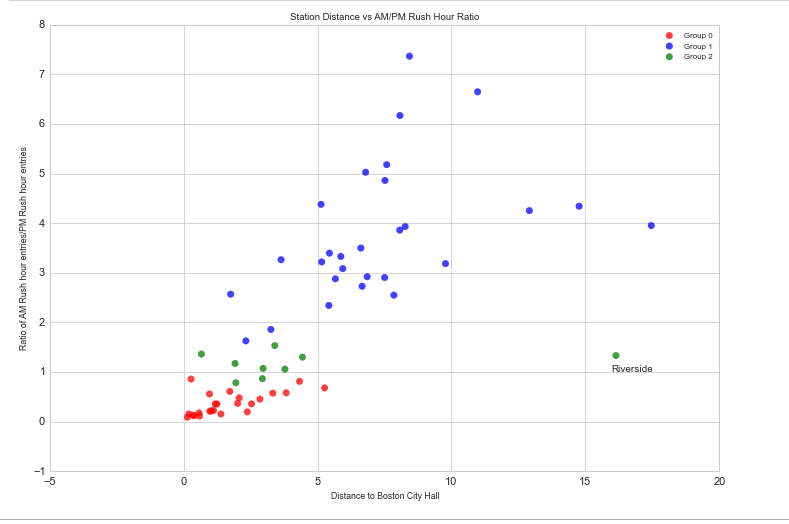 Station Distance vs AM/PM Rush Hour Ratio
8
Group 0
Group 1
Group 2
7
6
5
4
3
2
1
0
−1
Ratio of AM Rush hour entries/PM Rush hour entries
Riverside
−5
0
5
10
15
20
Distance to Boston City Hall